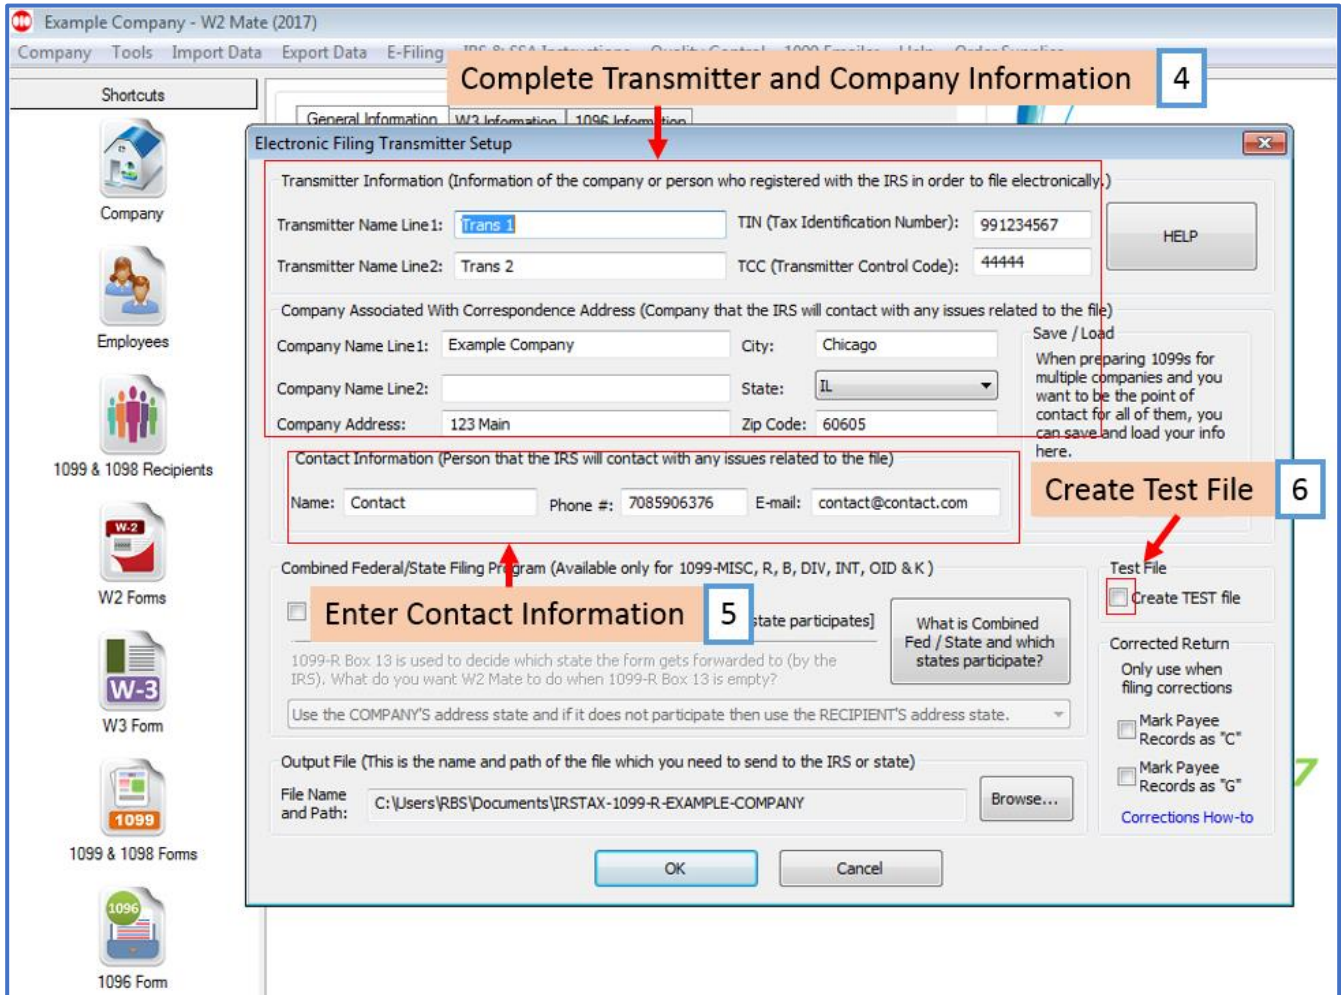 Example Company - W2 Mate (2017)
Company Tools Import Data Export Data E-Filing IRS & SSA Instructions Quality Control 1099 Emailer Help Order Supplies
Complete Transmitter and Company Information 4
Shortcuts
General Information W3 Information 1096 Information
Electronic Filing Transmitter Setup
Transmitter Information (Information of the company or person who registered with the IRS in order to file electronically.)
Transmitter Name Line1: Trans 1 TIN (Tax Identification Number): 991234567
HELP
Transmitter Name Line2: Trans 2 TCC (Transmitter Control Code): 44444
Company Associated With Correspondence Address (Company that the IRS will contact with any issues related to the file)
Company Name Line1: Example Company City: Chicago
Company Name Line2: State: IL
Company Address: 123 Main Zip Code: 60605
Save / Load
When preparing 1099s for
multiple companies and you
want to be the point of
contact for all of them, you
can save and load your info
here.
Contact Information (Person that the IRS will contact with any issues related to the file)
Name: Contact Phone #: 7085906376 E-mail: contact@contact.com
Create Test File 6
Combined Federal/State Filing Program (Available only for 1099-MISC, R, B, DIV, INT, OID & K )
Enter Contact Information 5
state participates]
What is Combined
Fed / State and which
states participate?
1099-R Box 13 is used to decide which state the form gets forwarded to (by the
IRS). What do you want W2 Mate to do when 1099-R Box 13 is empty?
Use the COMPANY'S address state and if it does not participate then use the RECIPIENT'S address state.
Test File
Create TEST file
Corrected Return
Only use when
filing corrections
Mark Payee
Records as "C"
Mark Payee
Records as "G"
Corrections How-to
Output File (This is the name and path of the file which you need to send to the IRS or state)
File Name
and Path: C:\Users\RBS\Documents\IRSTAX-1099-R-EXAMPLE-COMPANY
Browse...
OK Cancel
7
Company
Employees
1099 & 1098 Recipients
W-2
W2 Forms
W-3
W3 Form
1099
1099 & 1098 Forms
1096
1096 Form